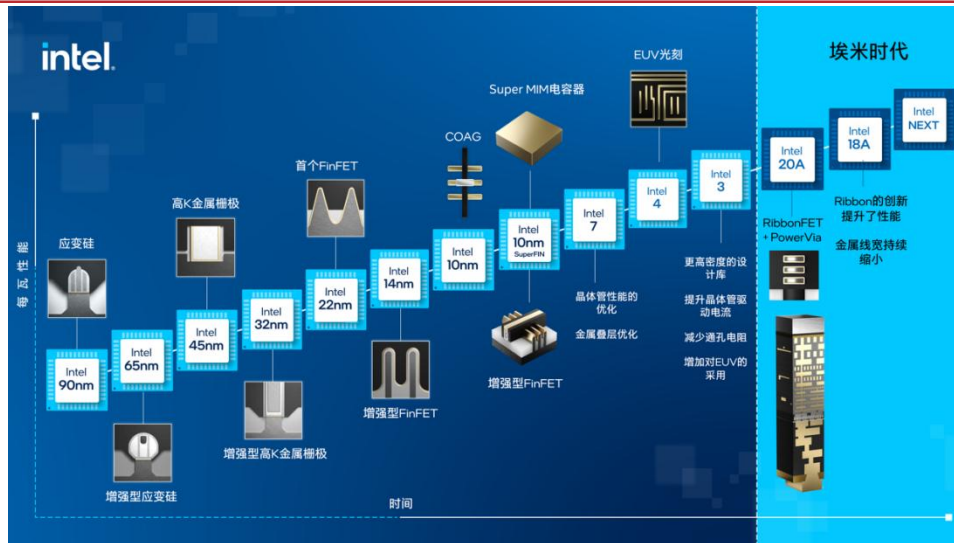 intel.
埃米时代
每瓦性能
时间
应变硅
Intel
90nm
Intel
65nm
增强型应变硅
高K金属栅极
Intel
45nm
Intel
32nm
增强型高K金属栅极
首个FinFET
Intel
22nm
Intel
14nm
增强型FinFET
COAG
Intel
10nm
Super MIM电容器
Intel
10nm
SuperFIN
增强型FinFET
Intel
7
晶体管性能的
优化
金属叠层优化
EUV光刻
Intel
4
Intel
3
更高密度的设
计库
提升晶体管驱
动电流
减少通孔电阻
增加对EUV的
采用
Intel
20A
RibbonFET
+ PowerVia
Intel
18A
Ribbon的创新
提升了性能
金属线宽持续
缩小
Intel
NEXT